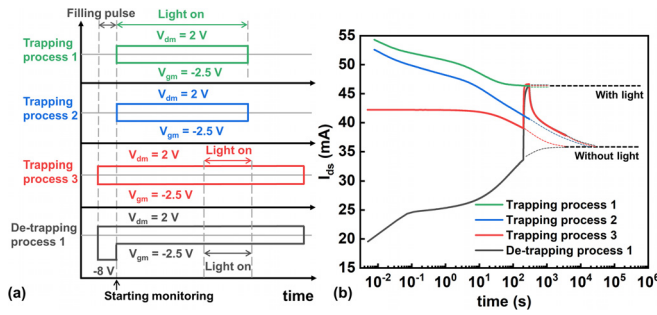 Filling pulse
Light on
Trapping
process 1
V_dm = 2 V
V_gm = -2.5 V
Trapping
process 2
V_dm = 2 V
V_gm = -2.5 V
Trapping
process 3
V_dm = 2 V
Light on
V_gm = -2.5 V
De-trapping
process 1
V_dm = 2 V
V_gm = -2.5 V
Light on
-8 V
(a)
Starting monitoring
time
55
50
45
40
35
30
25
20
15
I_ds (mA)
With light
Without light
Trapping process 1
Trapping process 2
Trapping process 3
De-trapping process 1
10^-2 10^-1 10^0 10^1 10^2 10^3 10^4 10^5 10^6
(b)
time (s)